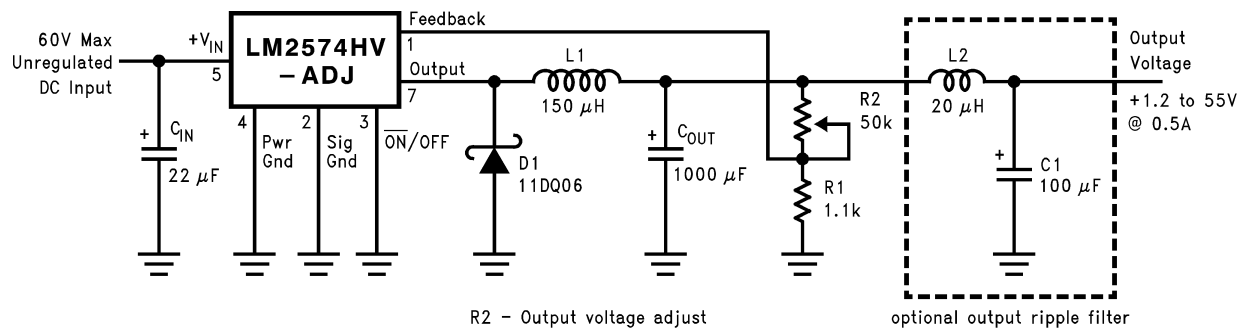 60V Max
Unregulated
DC Input
+VIN
5
LM2574HV
-ADJ
Feedback
1
Output
7
4
Pwr
Gnd
2
Sig
Gnd
3
ON/OFF
+
CIN
22 μF
D1
11DQ06
L1
150 μH
+
COUT
1000 μF
R2
50k
R1
1.1k
L2
20 μH
+
C1
100 μF
Output
Voltage
+1.2 to 55V
@ 0.5A
R2 - Output voltage adjust
optional output ripple filter